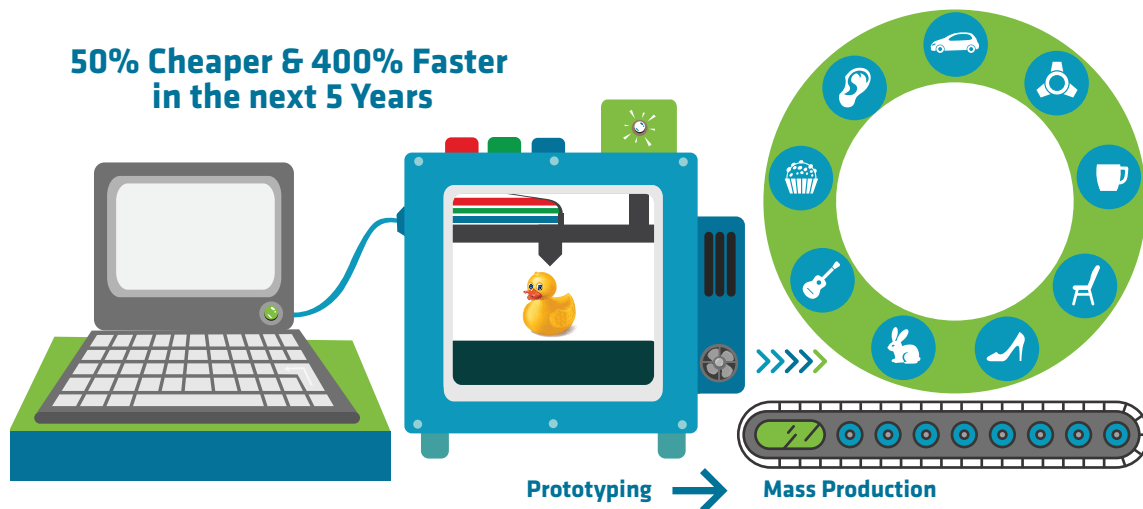 50% Cheaper & 400% Faster
in the next 5 Years
Prototyping
Mass Production